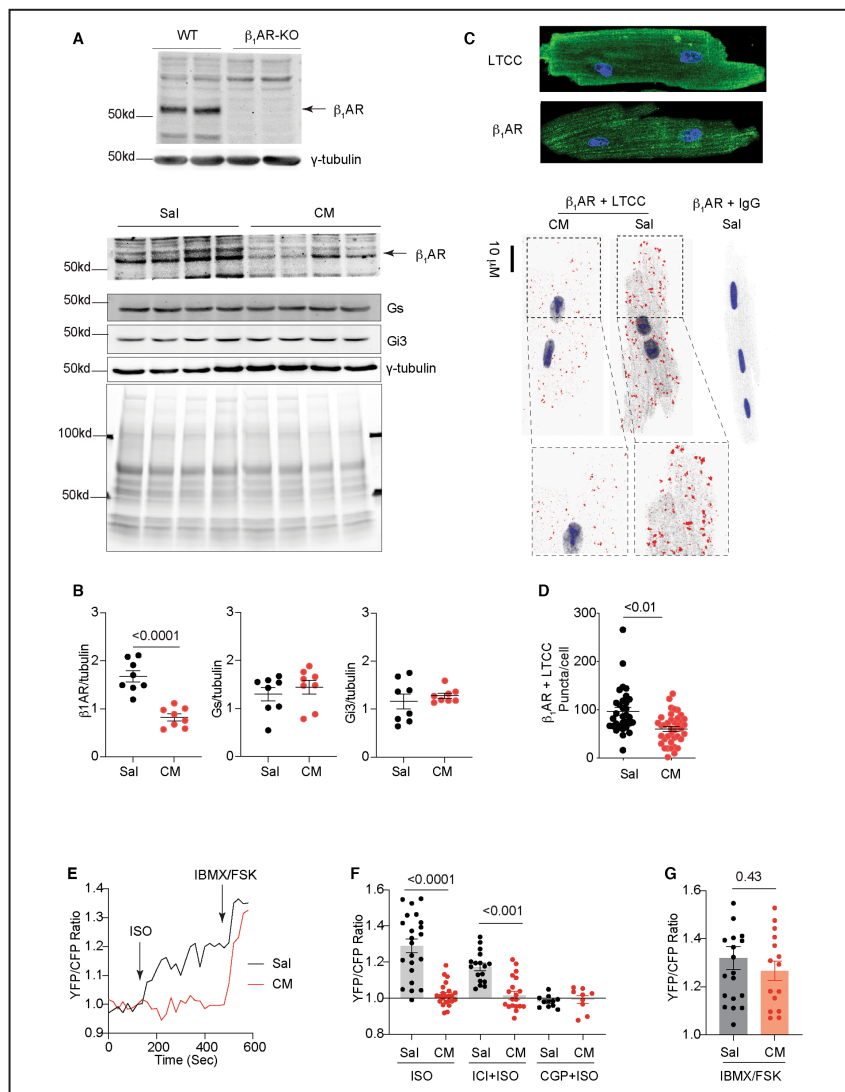 A
WT β₁AR-KO
50kd
β₁AR
50kd
γ-tubulin
Sal CM
50kd
β₁AR
50kd
Gs
50kd
Gi3
50kd
γ-tubulin
100kd
50kd
C
LTCC
β₁AR
β₁AR + LTCC β₁AR + IgG
CM Sal Sal
10 μM
B
3 3 3
<0.0001
2 2 2
1 1 1
0 0 0
β1AR/tubulin
Gs/tubulin
Gi3/tubulin
Sal CM Sal CM Sal CM
D
300
<0.01
200
100
0
β₁AR + LTCC
Puncta/cell
Sal CM
E
1.4
IBMX/FSK
1.3
ISO
1.2
Sal
1.1
CM
1.0
0.9
YFP/CFP Ratio
0 200 400 600
Time (Sec)
F
<0.0001
1.6
<0.001
1.4
1.2
1.0
0.8
YFP/CFP Ratio
Sal CM Sal CM Sal CM
ISO ICI+ISO CGP+ISO
G
0.43
1.6
1.4
1.2
1.0
YFP/CFP Ratio
Sal CM
IBMX/FSK